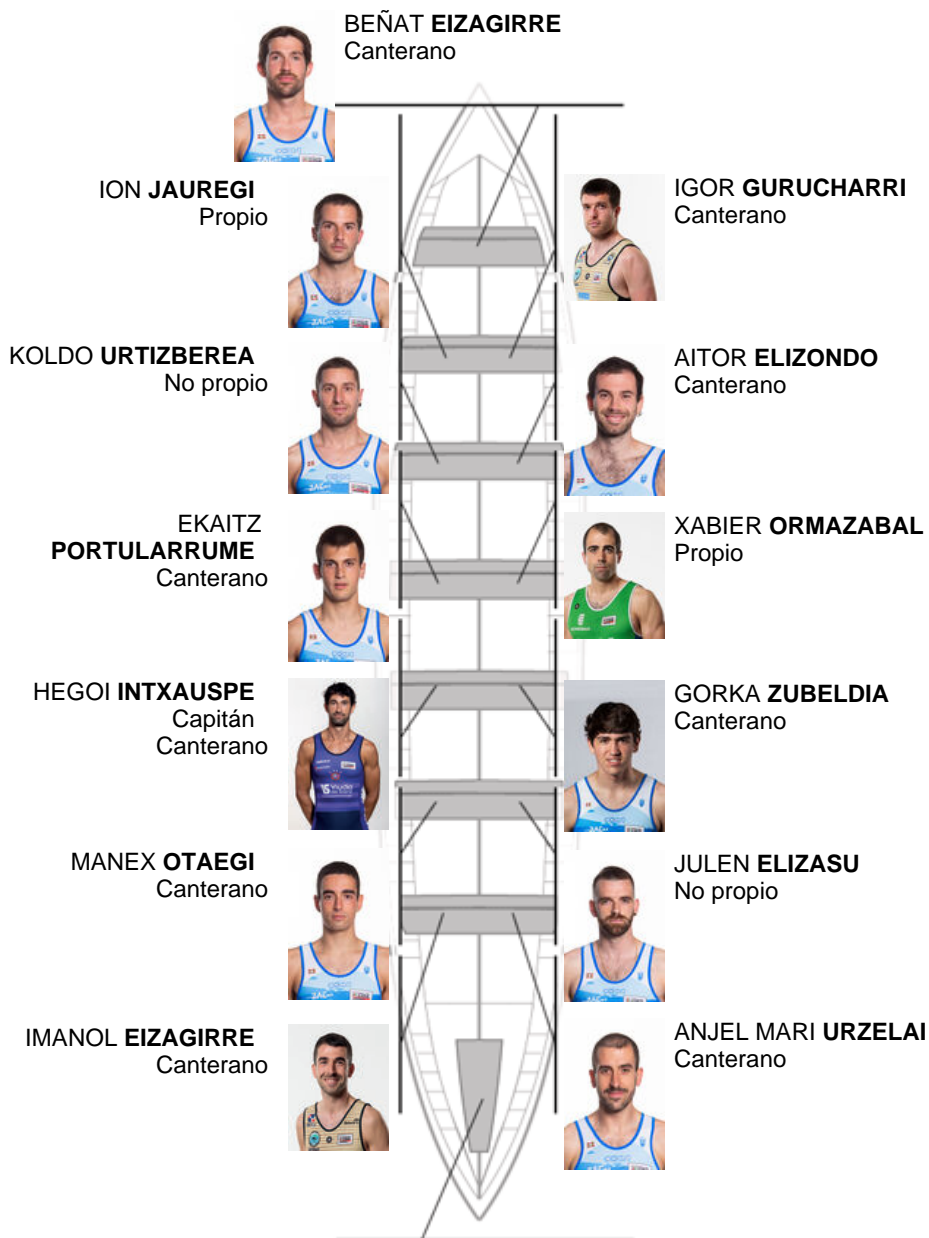 BEÑAT EIZAGIRRE
Canterano
ION JAUREGI
Propio
IGOR GURUCHARRI
Canterano
KOLDO URTIZBEREA
No propio
AITOR ELIZONDO
Canterano
EKAITZ
PORTULARRUME
Canterano
XABIER ORMAZABAL
Propio
HEGOI INTXAUSPE
Capitán
Canterano
GORKA ZUBELDIA
Canterano
MANEX OTAEGI
Canterano
JULEN ELIZASU
No propio
IMANOL EIZAGIRRE
Canterano
ANJEL MARI URZELAI
Canterano